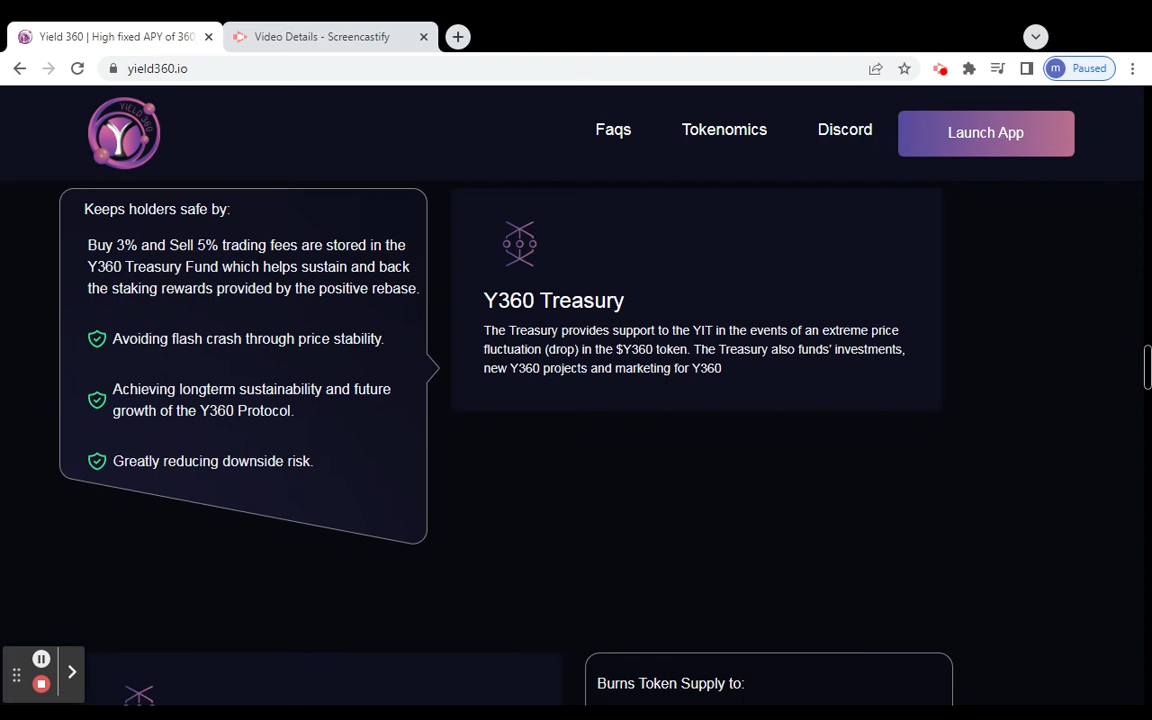 Yield 360 | High fixed APY of 360
Video Details - Screencastify
yield360.io
m Paused
YIELD 360
Y
Faqs
Tokenomics
Discord
Launch App
Keeps holders safe by:
Buy 3% and Sell 5% trading fees are stored in the
Y360 Treasury Fund which helps sustain and back
the staking rewards provided by the positive rebase.
Avoiding flash crash through price stability.
Achieving longterm sustainability and future
growth of the Y360 Protocol.
Greatly reducing downside risk.
Y360 Treasury
The Treasury provides support to the YIT in the events of an extreme price
fluctuation (drop) in the $Y360 token. The Treasury also funds' investments,
new Y360 projects and marketing for Y360
Burns Token Supply to: